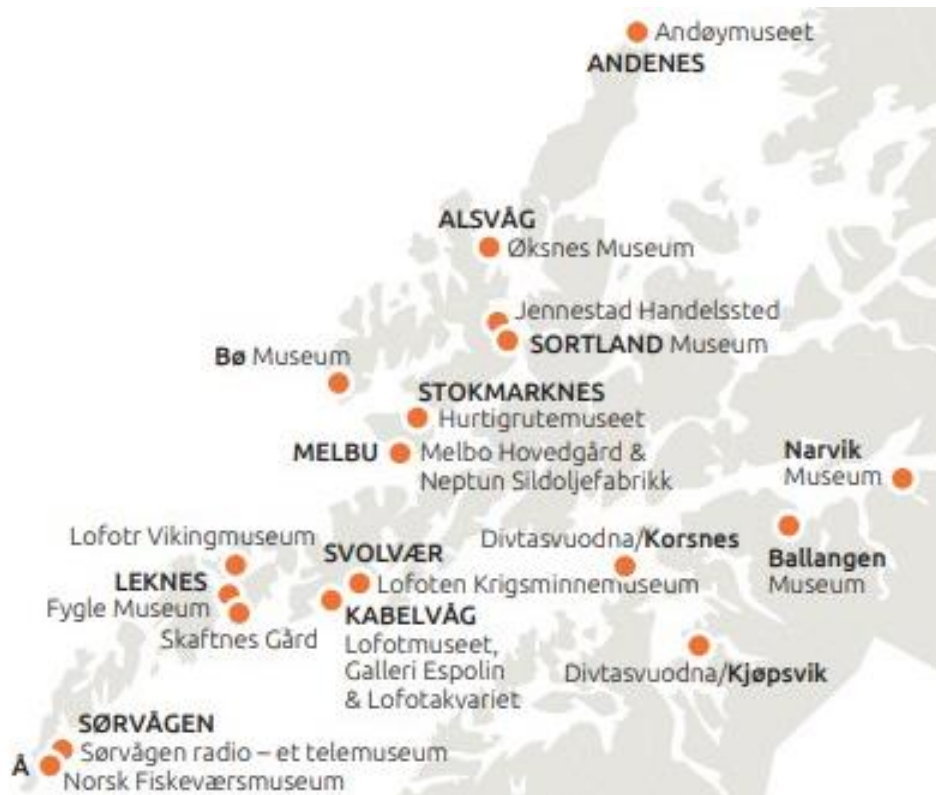 Andøymuseet
ANDENES
ALSVÅG
Øksnes Museum
Jennestad Handelssted
SORTLAND Museum
Bø Museum
STOKMARKNES
Hurtigrutemuseet
MELBU
Melbo Hovedgård &
Neptun Sildoljefabrikk
Narvik
Museum
Lofotr Vikingmuseum
LEKNES
Fygle Museum
Skaftnes Gård
SVOLVÆR
Lofoten Krigsminnemuseum
KABELVÅG
Lofotmuseet,
Galleri Espolin
& Lofotakvariet
Divtasvuodna/Korsnes
Ballangen
Museum
Divtasvuodna/Kjøpsvik
SØRVÅGEN
Sørvågen radio – et telemuseum
Å
Norsk Fiskeværsmuseum